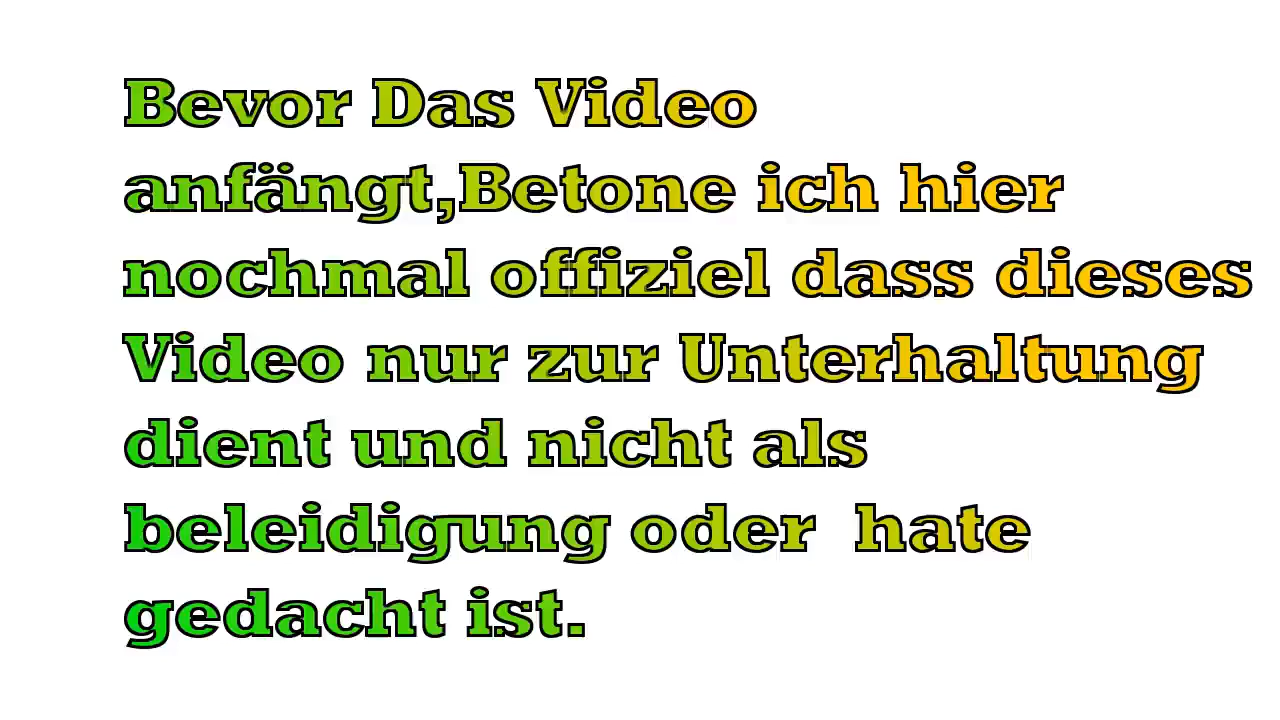 Bevor Das Video
anfängt,Betone ich hier
nochmal offiziel dass dieses
Video nur zur Unterhaltung
dient und nicht als
beleidigung oder  hate
gedacht ist.